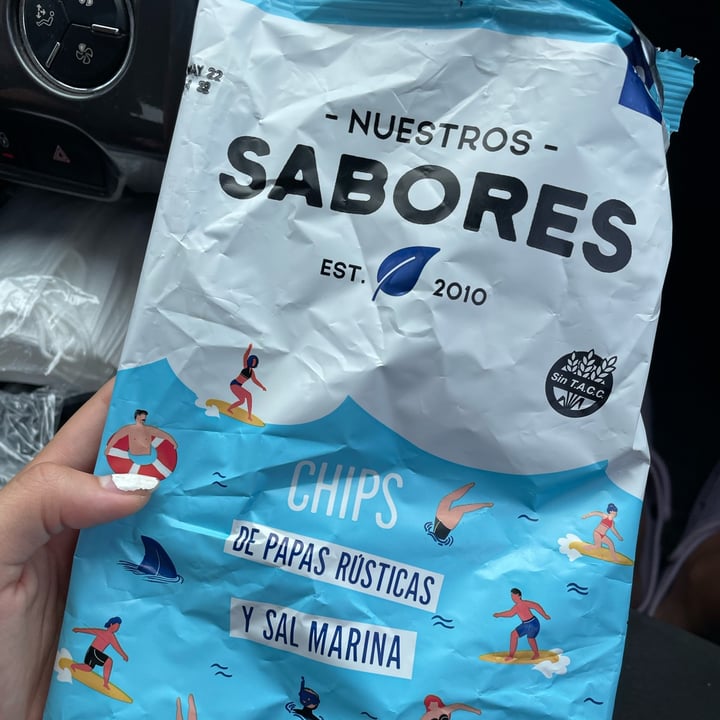 - NUESTROS -
SABORES
EST. 2010
Sin T.A.C.C.
CHIPS
DE PAPAS RÚSTICAS
Y SAL MARINA